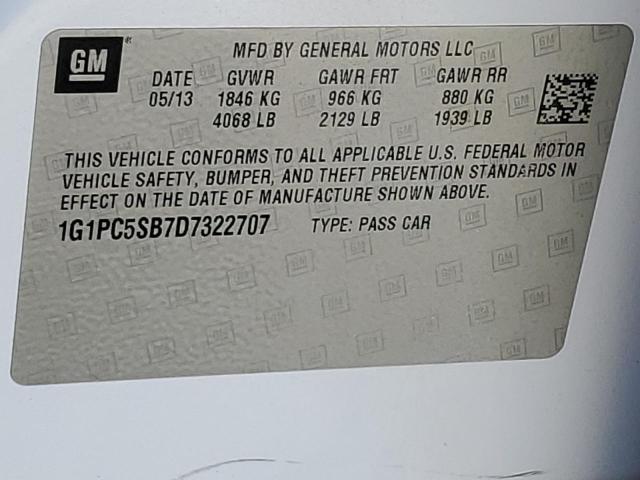 GM
MFD BY GENERAL MOTORS LLC
DATE GVWR GAWR FRT GAWR RR
05/13 1846 KG 966 KG 880 KG
4068 LB 2129 LB 1939 LB
THIS VEHICLE CONFORMS TO ALL APPLICABLE U.S. FEDERAL MOTOR
VEHICLE SAFETY, BUMPER, AND THEFT PREVENTION STANDARDS IN
EFFECT ON THE DATE OF MANUFACTURE SHOWN ABOVE.
1G1PC5SB7D7322707 TYPE: PASS CAR